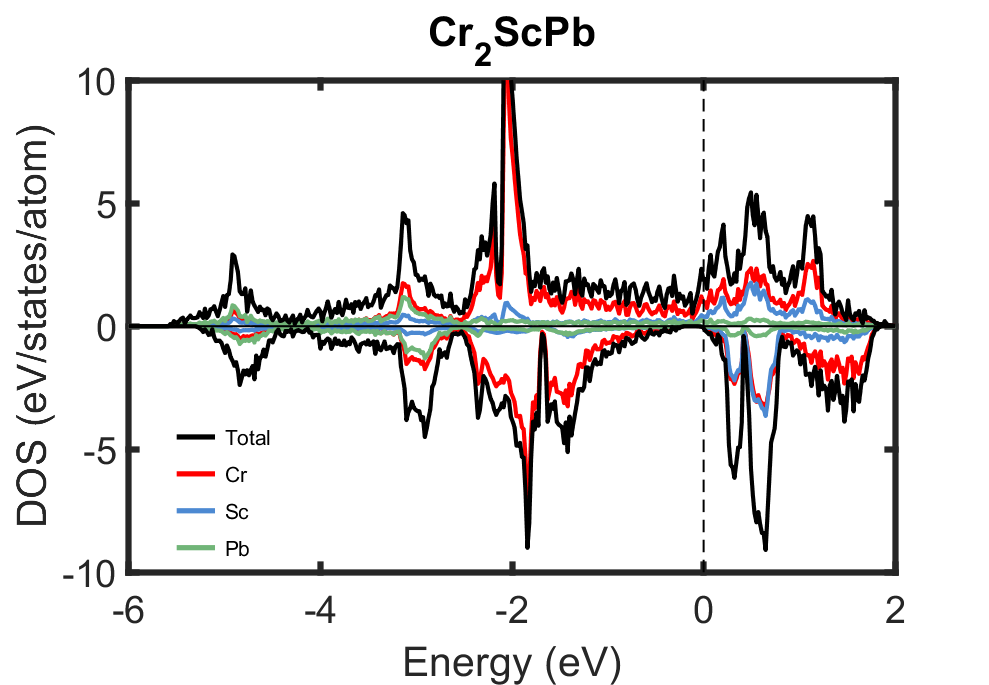 Cr2ScPb
DOS (eV/states/atom)
10
5
0
-5
-10
Total
Cr
Sc
Pb
-6 -4 -2 0 2
Energy (eV)